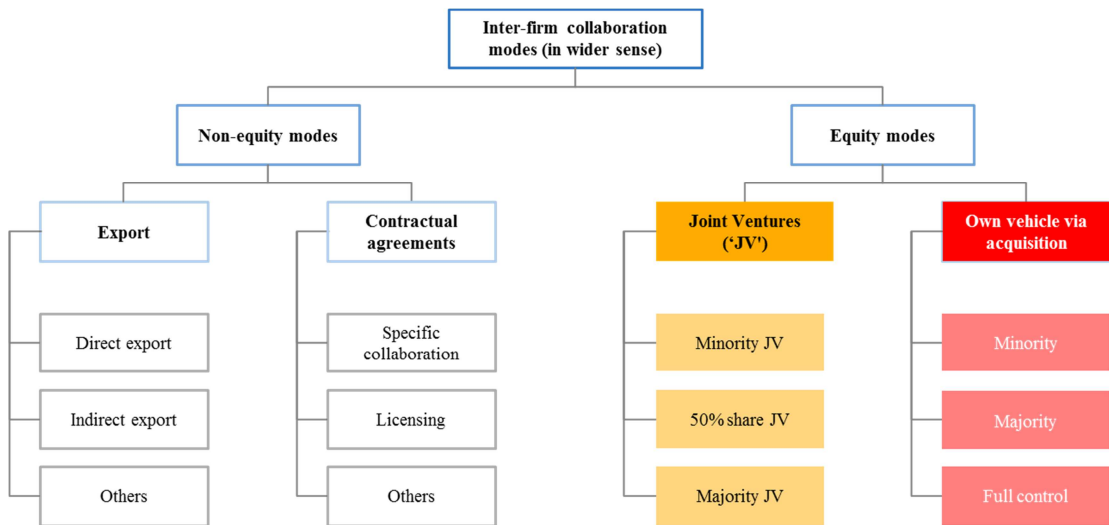 Inter-firm collaboration
modes (in wider sense)
Non-equity modes
Equity modes
Export
Contractual
agreements
Joint Ventures
(‘JV')
Own vehicle via
acquisition
Direct export
Specific
collaboration
Minority JV
Minority
Indirect export
Licensing
50% share JV
Majority
Others
Others
Majority JV
Full control